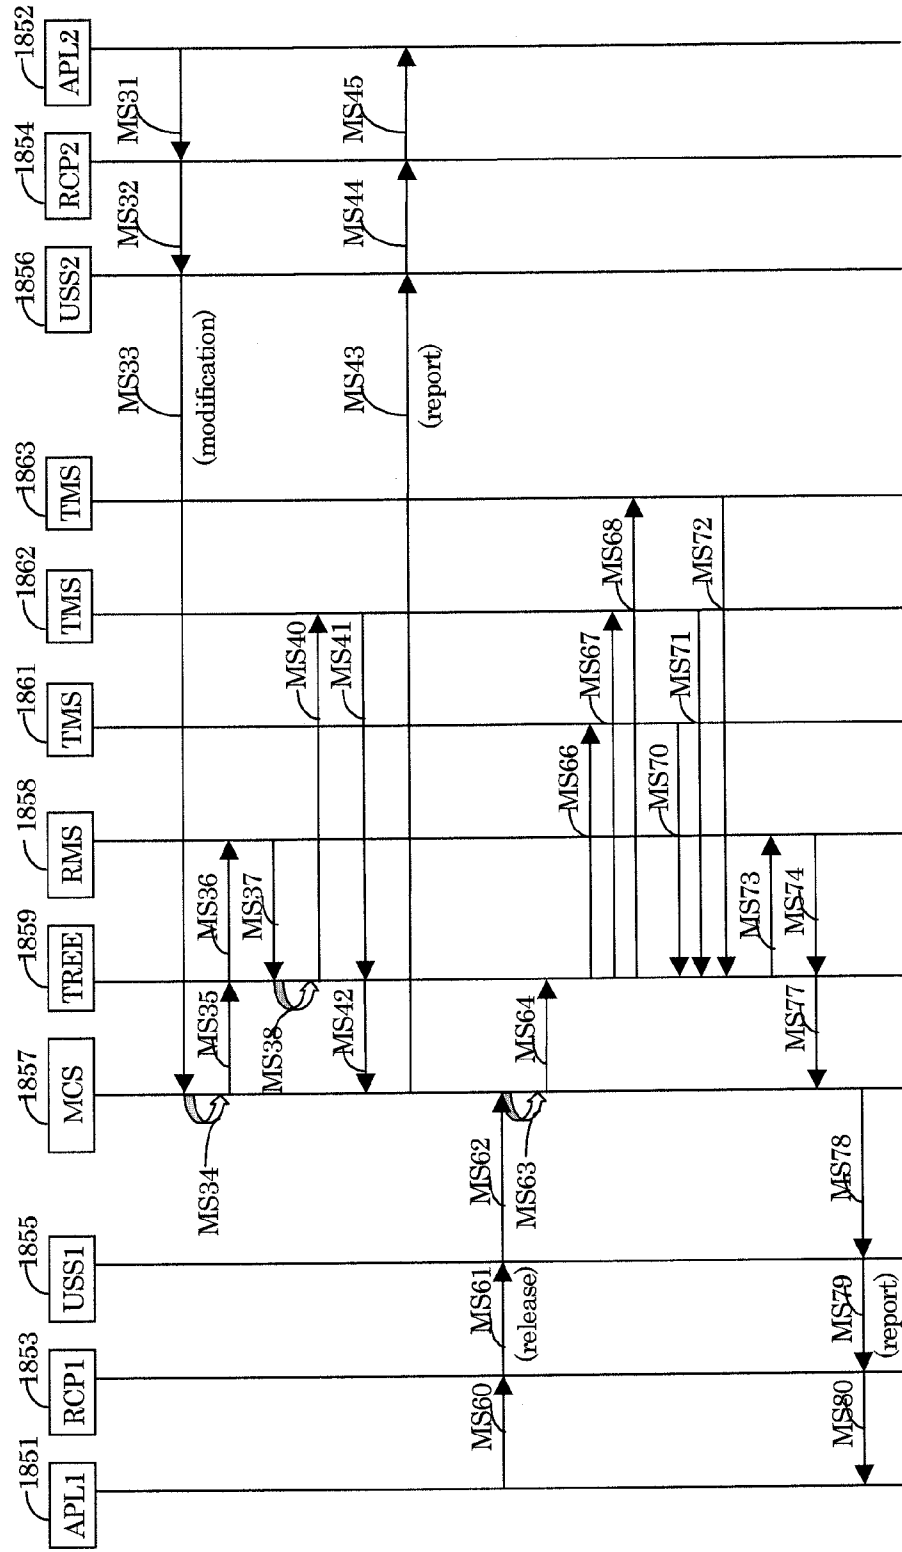 1851
APL1
1853
RCP1
1855
USS1
1857
MCS
1859
TREE
1858
RMS
1861
TMS
1862
TMS
1863
TMS
1856
USS2
1854
RCP2
1852
APL2
MS33
MS32
MS31
(modification)
MS34
MS35
MS36
MS37
MS38
MS40
MS41
MS42
MS43
MS44
MS45
(report)
MS60
MS61
MS62
(release)
MS63
MS64
MS66
MS67
MS68
MS70
MS71
MS72
MS73
MS74
MS77
MS80
MS79
MS78
(report)